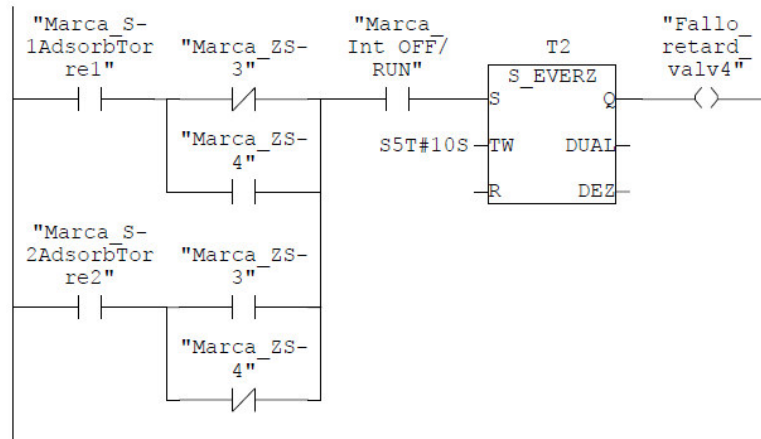 "Marca_S-
1AdsorbTor
re1"
"Marca_ZS-
3"
"Marca_
Int OFF/
RUN"
T2
"Fallo_
retard_
valv4"
S_EVERZ
S
Q
"Marca_ZS-
4"
S5T#10S
TW
DUAL
R
DEZ
"Marca_S-
2AdsorbTor
re2"
"Marca_ZS-
3"
"Marca_ZS-
4"